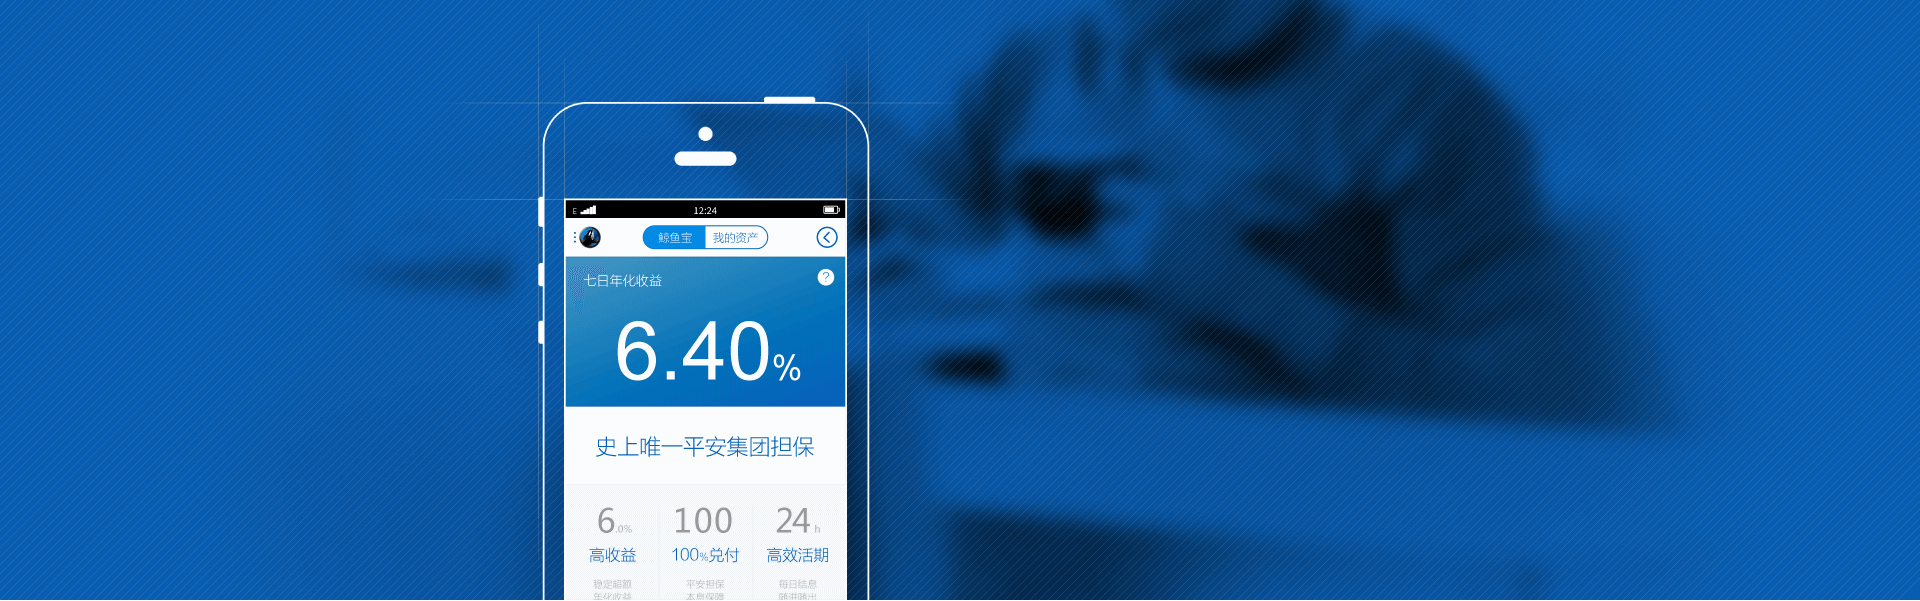 E 12:24
鲸鱼宝 我的资产
七日年化收益 ?
6.40%
史上唯一平安集团担保
6.0% 100 24h
高收益 100%兑付 高效活期
稳定超额 平安担保 每日结息
年化收益 本息保障 随进随出